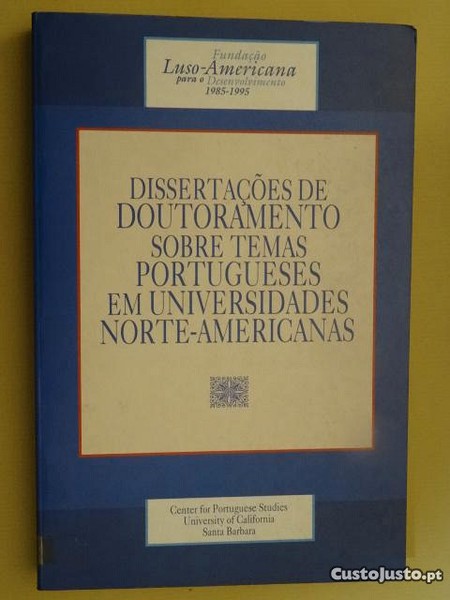 Fundação
Luso-Americana
para o Desenvolvimento
1985-1995
DISSERTAÇÕES DE
DOUTORAMENTO
SOBRE TEMAS
PORTUGUESES
EM UNIVERSIDADES
NORTE-AMERICANAS
Center for Portuguese Studies
University of California
Santa Barbara
CustoJusto.pt